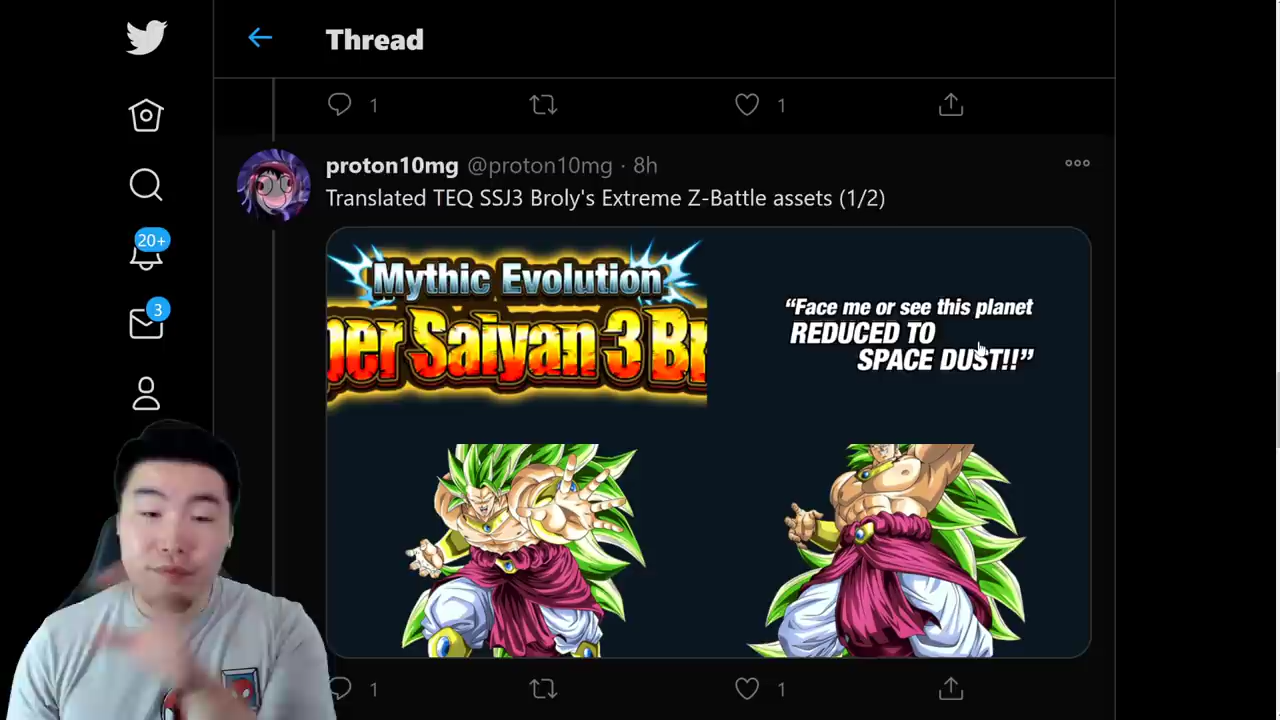 Thread
1
1
proton10mg @proton10mg · 8h
Translated TEQ SSJ3 Broly's Extreme Z-Battle assets (1/2)
20+
3
Mythic Evolution
per Saiyan 3 Br
“Face me or see this planet
REDUCED TO
SPACE DUST!!”
1
1